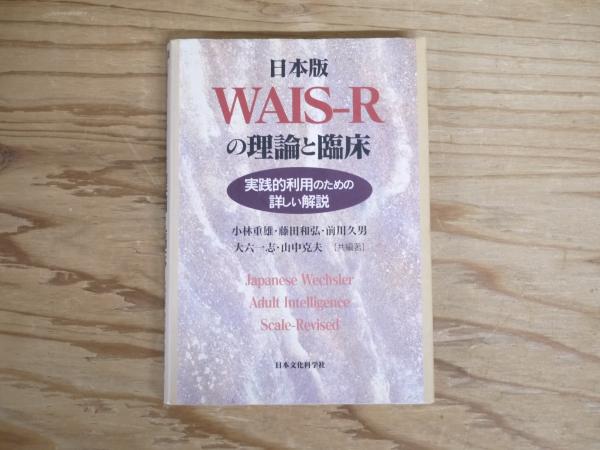 日本版
WAIS-R
の理論と臨床
実践的利用のための
詳しい解説
小林重雄・藤田和弘・前川久男
大六一志・山中克夫 [共編著]
Japanese Wechsler
Adult Intelligence
Scale-Revised
日本文化科学社